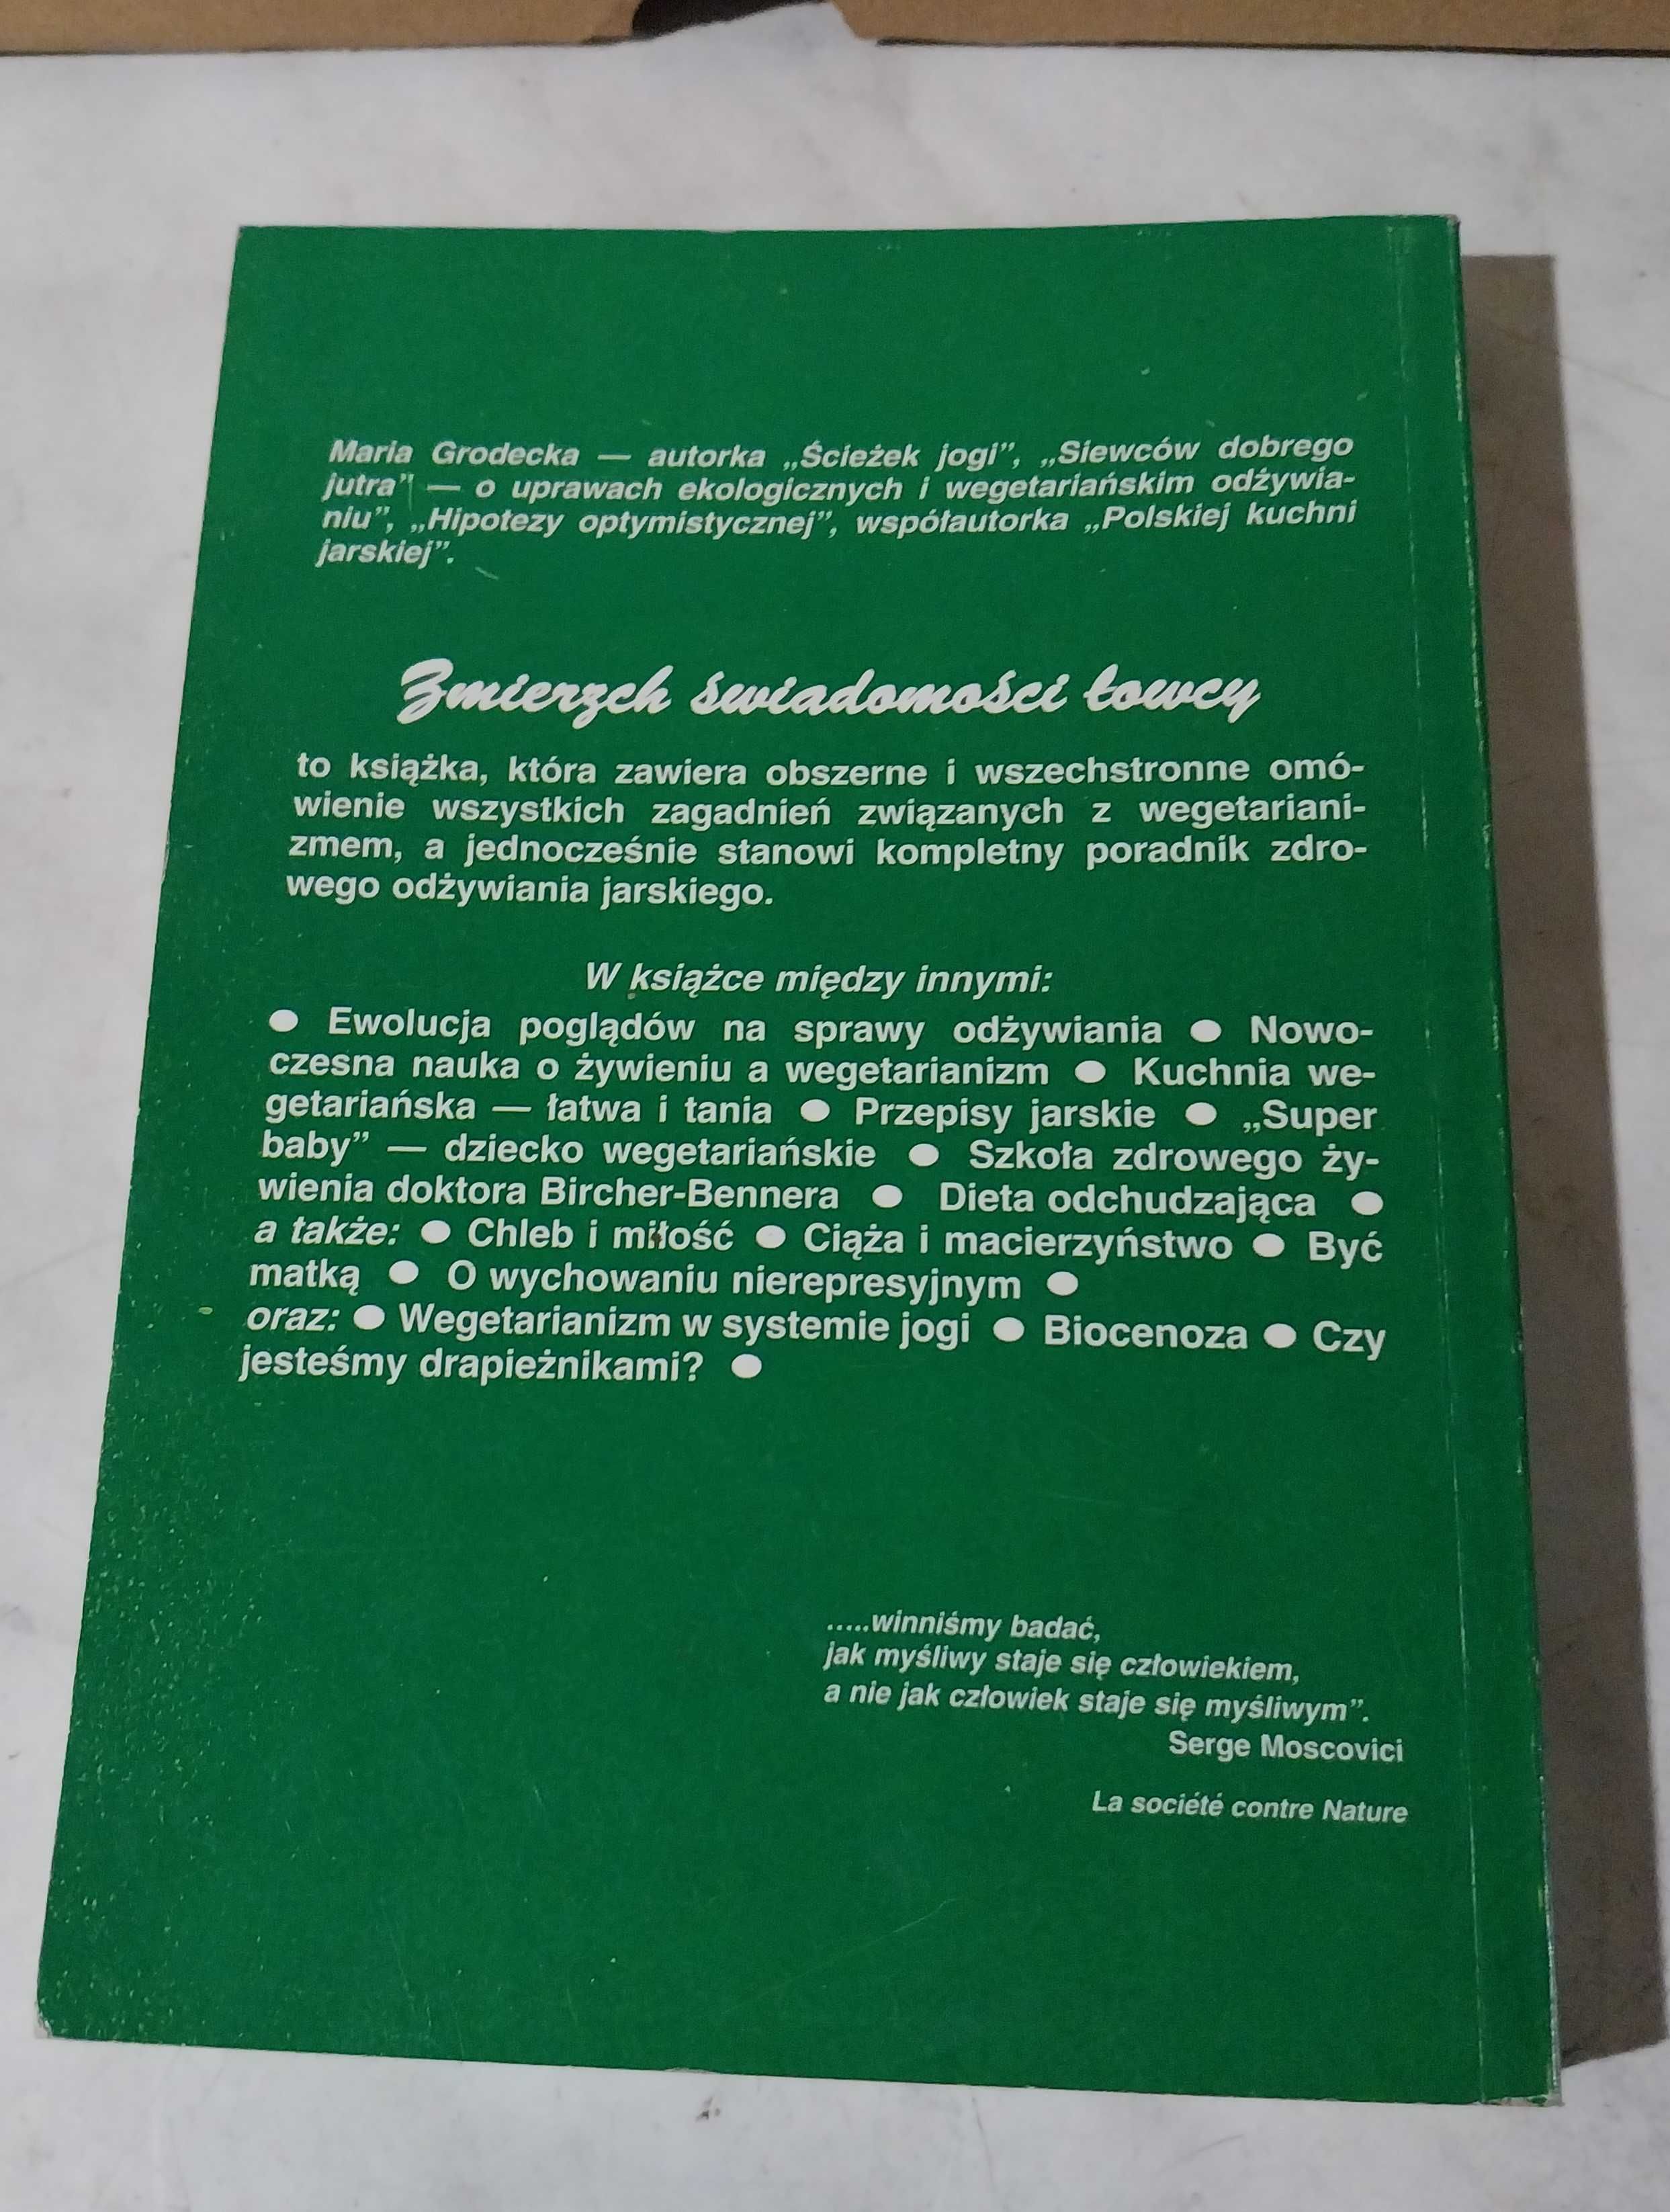 Maria Grodecka — autorka „Ścieżek jogi”, „Siewców dobrego
jutra” — o uprawach ekologicznych i wegetariańskim odżywia-
niu”, „Hipotezy optymistycznej”, współautorka „Polskiej kuchni
jarskiej”.
Zmierzch świadomości łowcy
to książka, która zawiera obszerne i wszechstronne omó-
wienie wszystkich zagadnień związanych z wegetariani-
zmem, a jednocześnie stanowi kompletny poradnik zdro-
wego odżywiania jarskiego.
W książce między innymi:
● Ewolucja poglądów na sprawy odżywiania ● Nowo-
czesna nauka o żywieniu a wegetarianizm ● Kuchnia we-
getariańska — łatwa i tania ● Przepisy jarskie ● „Super
baby” — dziecko wegetariańskie ● Szkoła zdrowego ży-
wienia doktora Bircher-Bennera ● Dieta odchudzająca ●
a także: ● Chleb i miłość ● Ciąża i macierzyństwo ● Być
matką ● O wychowaniu nierepresyjnym ●
oraz: ● Wegetarianizm w systemie jogi ● Biocenoza ● Czy
jesteśmy drapieżnikami? ●
.....winniśmy badać,
jak myśliwy staje się człowiekiem,
a nie jak człowiek staje się myśliwym”.
Serge Moscovici
La société contre Nature